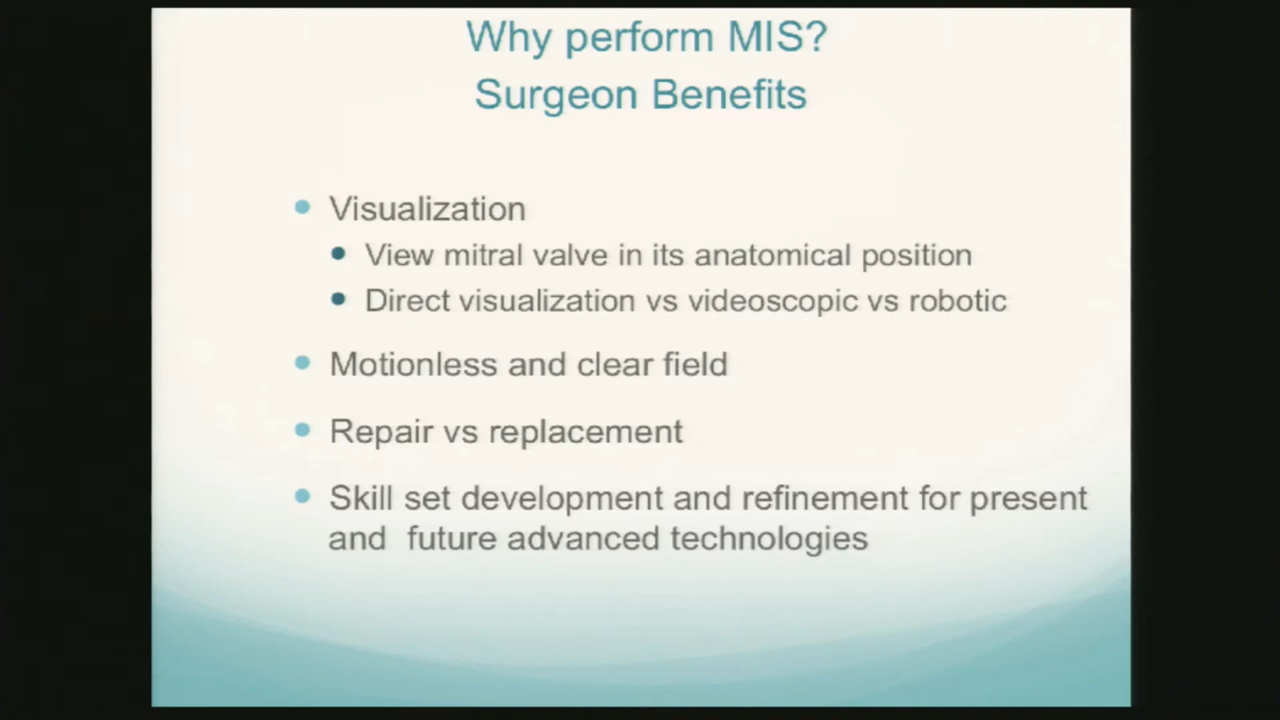 Why perform MIS?
Surgeon Benefits
Visualization
View mitral valve in its anatomical position
Direct visualization vs videoscopic vs robotic
Motionless and clear field
Repair vs replacement
Skill set development and refinement for present
and future advanced technologies